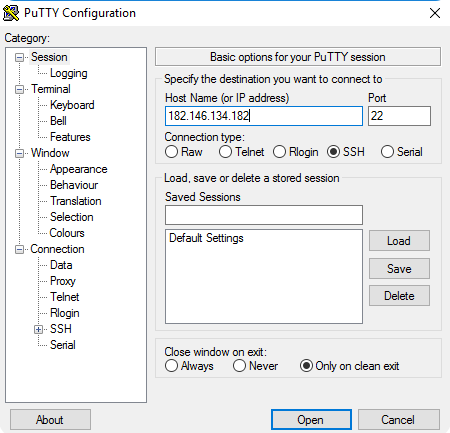 PuTTY Configuration
Category:
Session
Logging
Terminal
Keyboard
Bell
Features
Window
Appearance
Behaviour
Translation
Selection
Colours
Connection
Data
Proxy
Telnet
Rlogin
SSH
Serial
Basic options for your PuTTY session
Specify the destination you want to connect to
Host Name (or IP address) Port
182.146.134.182 22
Connection type:
Raw Telnet Rlogin SSH Serial
Load, save or delete a stored session
Saved Sessions
Default Settings
Load
Save
Delete
Close window on exit:
Always Never Only on clean exit
About Open Cancel